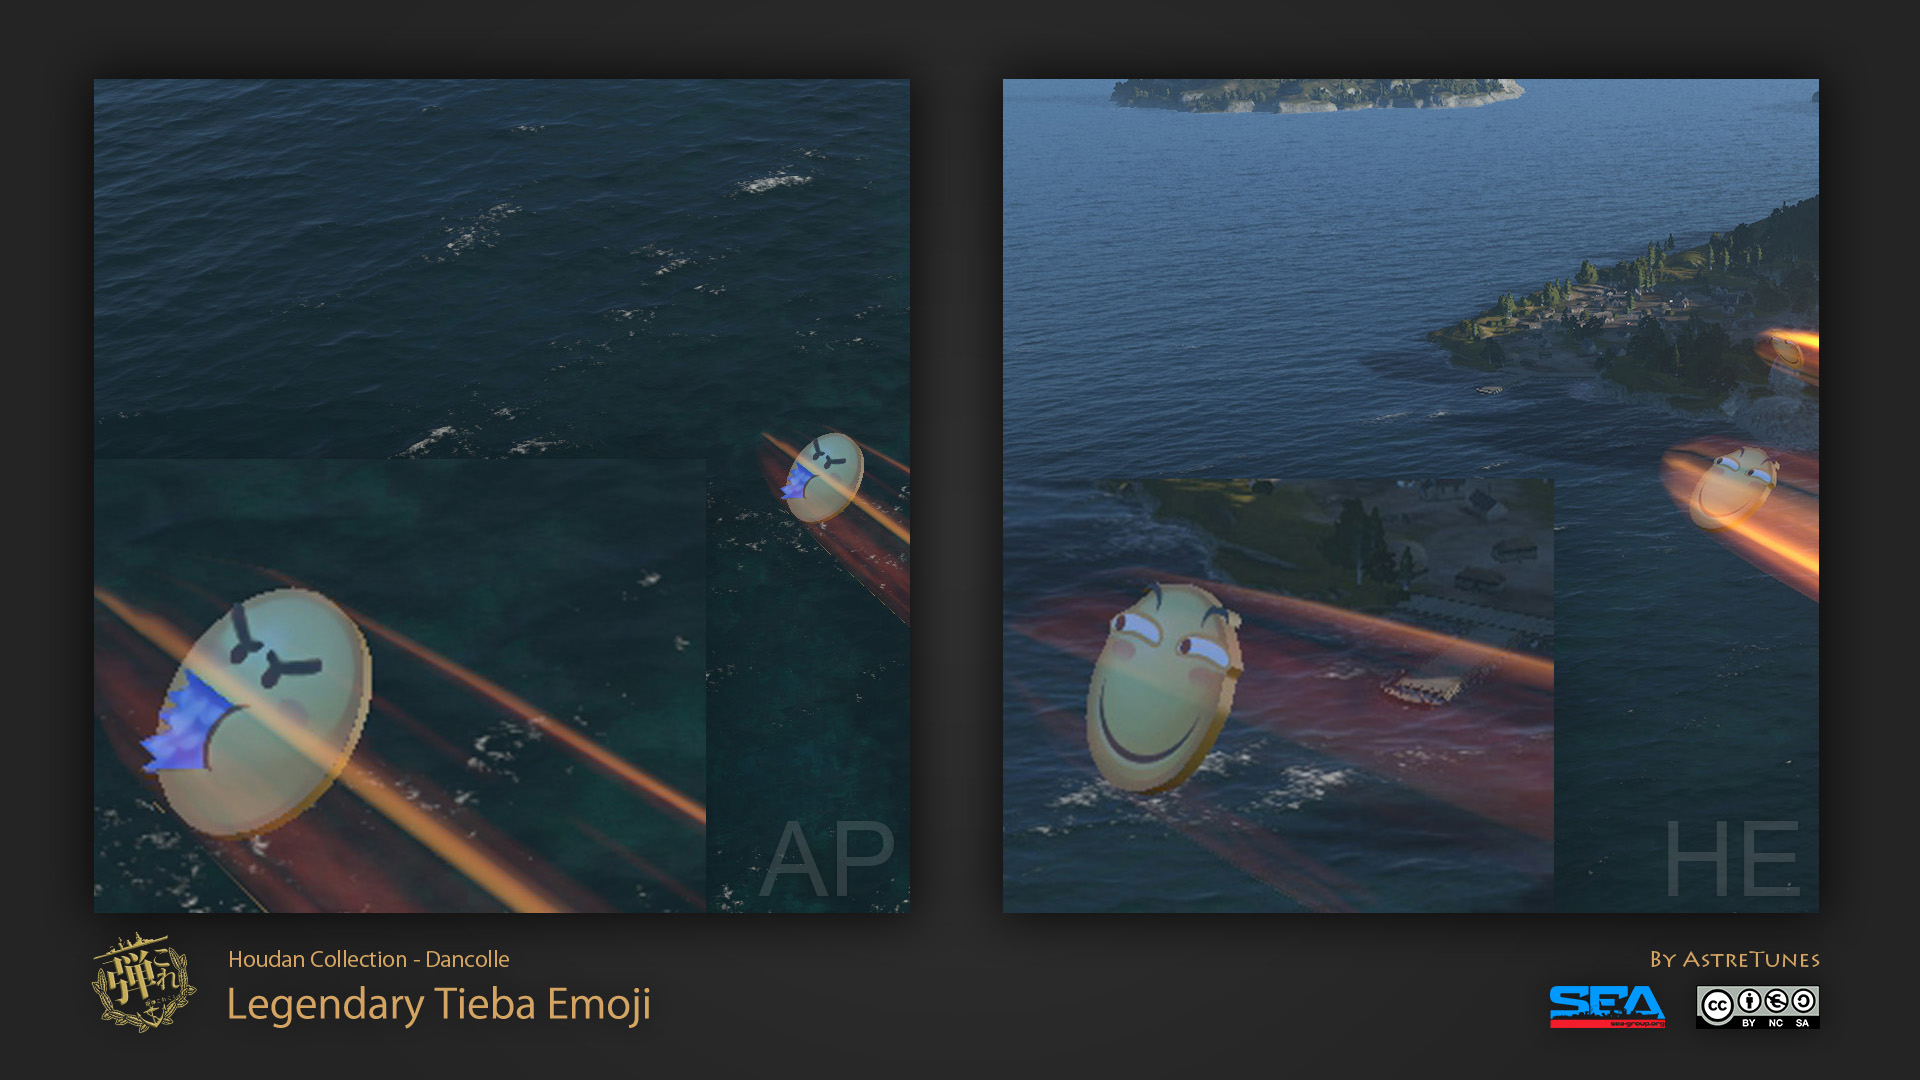 AP
HE
弾これ
Houdan Collection - Dancolle
Legendary Tieba Emoji
By AstreTunes
SEA
sea-group.org
cc
BY NC SA